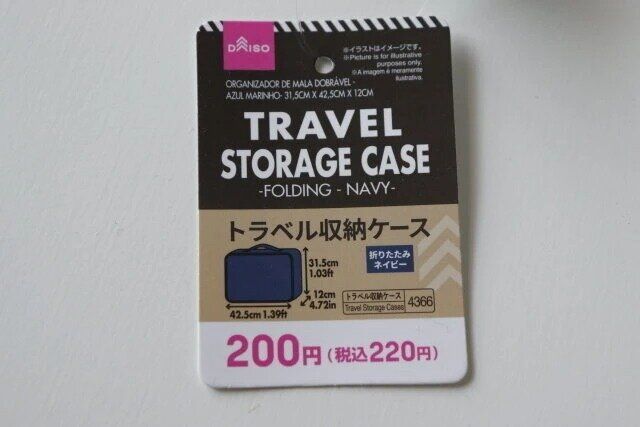 DAISO
※イラストはイメージです。
※Picture is for illustrative
purposes only.
※A imagem é meramente
ilustrativa.
ORGANIZADOR DE MALA DOBRÁVEL -
AZUL MARINHO- 31,5CM X 42,5CM X 12CM
TRAVEL
STORAGE CASE
-FOLDING - NAVY-
トラベル収納ケース
折りたたみ
ネイビー
31.5cm
1.03ft
12cm
4.72in
42.5cm 1.39ft
トラベル収納ケース
Travel Storage Cases
4366
200円(税込220円)